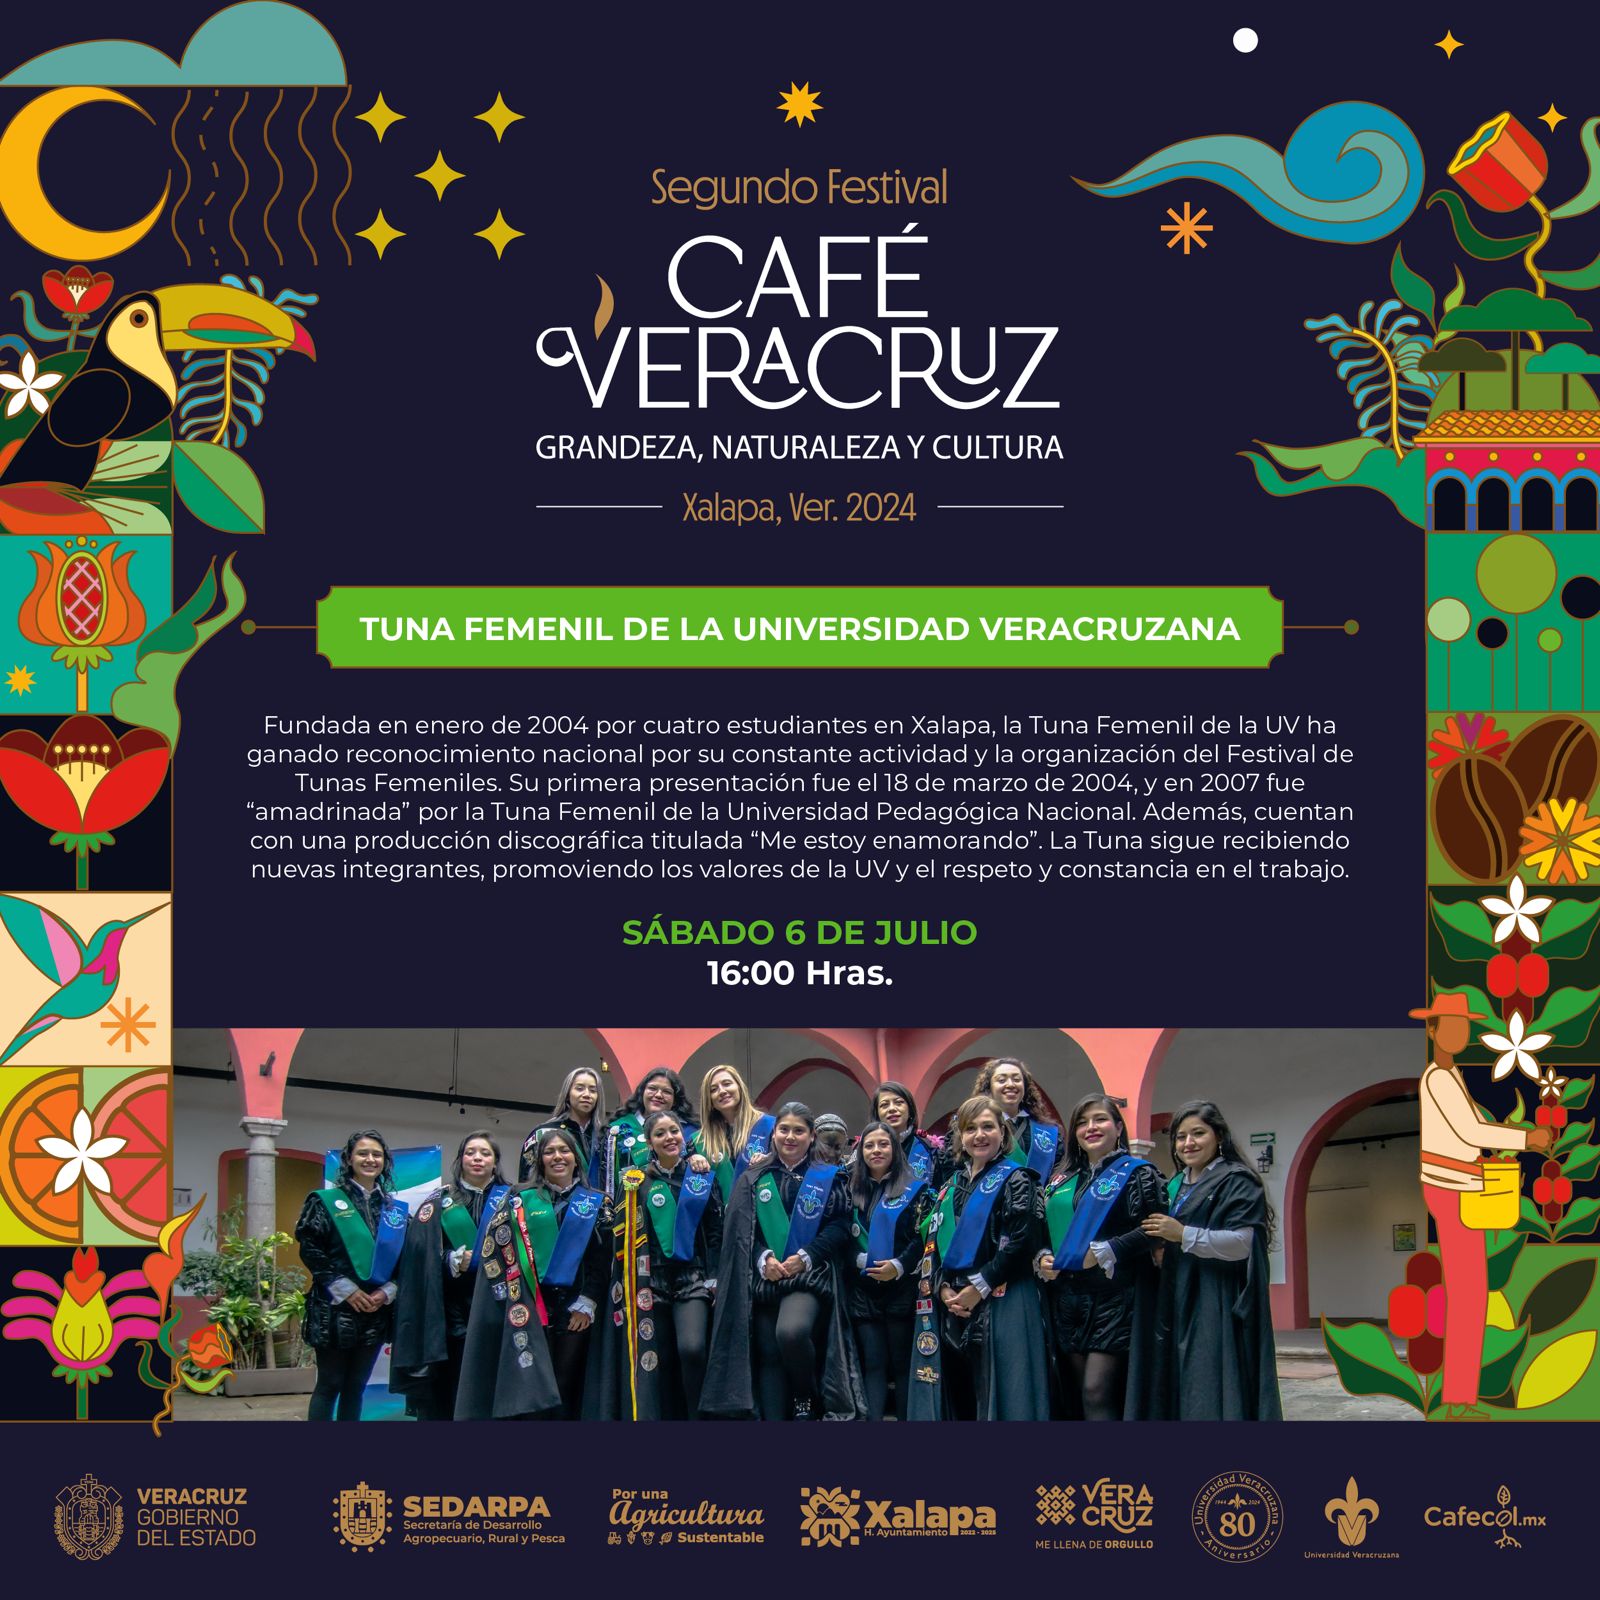 Segundo Festival
CAFÉ
VERACRUZ
GRANDEZA, NATURALEZA Y CULTURA
Xalapa, Ver. 2024
TUNA FEMENIL DE LA UNIVERSIDAD VERACRUZANA
Fundada en enero de 2004 por cuatro estudiantes en Xalapa, la Tuna Femenil de la UV ha
ganado reconocimiento nacional por su constante actividad y la organización del Festival de
Tunas Femeniles. Su primera presentación fue el 18 de marzo de 2004, y en 2007 fue
“amadrinada” por la Tuna Femenil de la Universidad Pedagógica Nacional. Además, cuentan
con una producción discográfica titulada “Me estoy enamorando”. La Tuna sigue recibiendo
nuevas integrantes, promoviendo los valores de la UV y el respeto y constancia en el trabajo.
SÁBADO 6 DE JULIO
16:00 Hras.
VERACRUZ
GOBIERNO
DEL ESTADO
SEDARPA
Secretaría de Desarrollo
Agropecuario, Rural y Pesca
Por una
Agricultura
Sustentable
Xalapa
H. Ayuntamiento 2022 - 2025
VERA
CRUZ
ME LLENA DE ORGULLO
Universidad Veracruzana
1944 2024
80
Aniversario
Universidad Veracruzana
Cafecol.mx